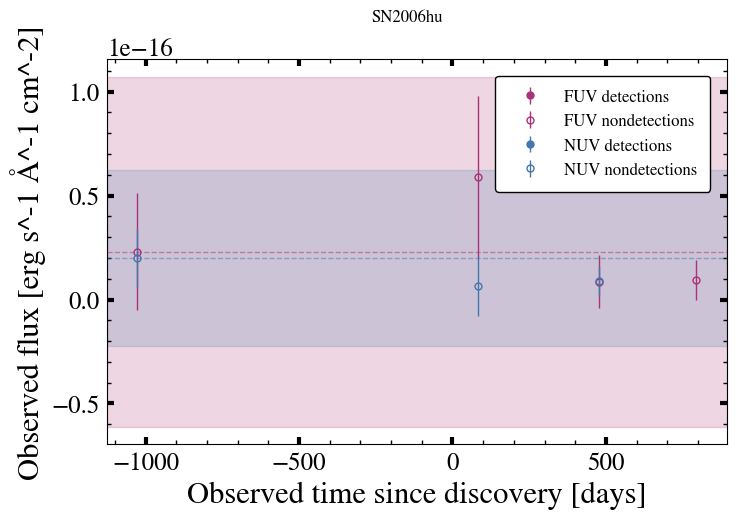 SN2006hu
1e−16
Observed flux [erg s^-1 Å^-1 cm^-2]
1.0
0.5
0.0
−0.5
FUV detections
FUV nondetections
NUV detections
NUV nondetections
−1000
−500
0
500
Observed time since discovery [days]